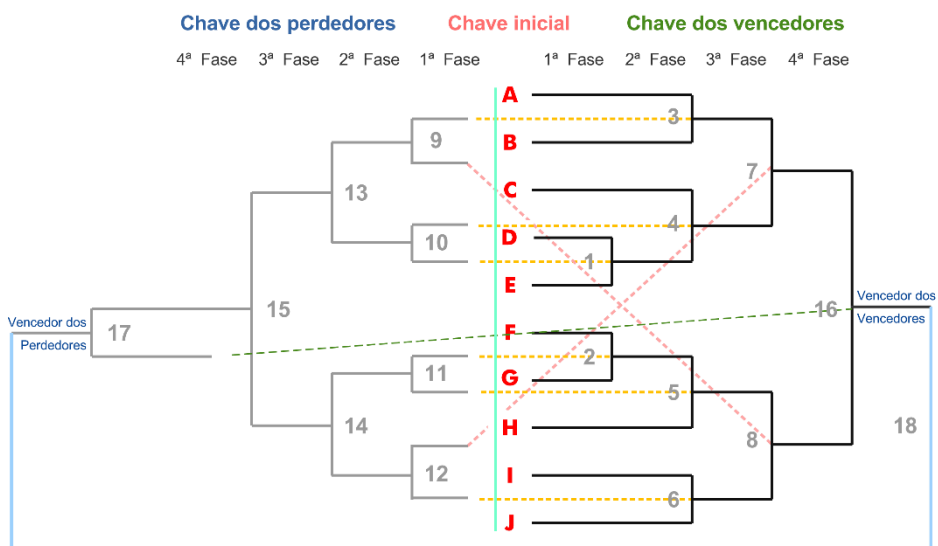 Chave dos perdedores Chave inicial Chave dos vencedores
4ª Fase 3ª Fase 2ª Fase 1ª Fase 1ª Fase 2ª Fase 3ª Fase 4ª Fase
A
3
9
B
7
13
C
4
10
D
1
E
Vencedor dos
Vencedores
16
15
Vencedor dos
Perdedores
17
F
2
11
G
5
H
14
8
18
12
I
6
J